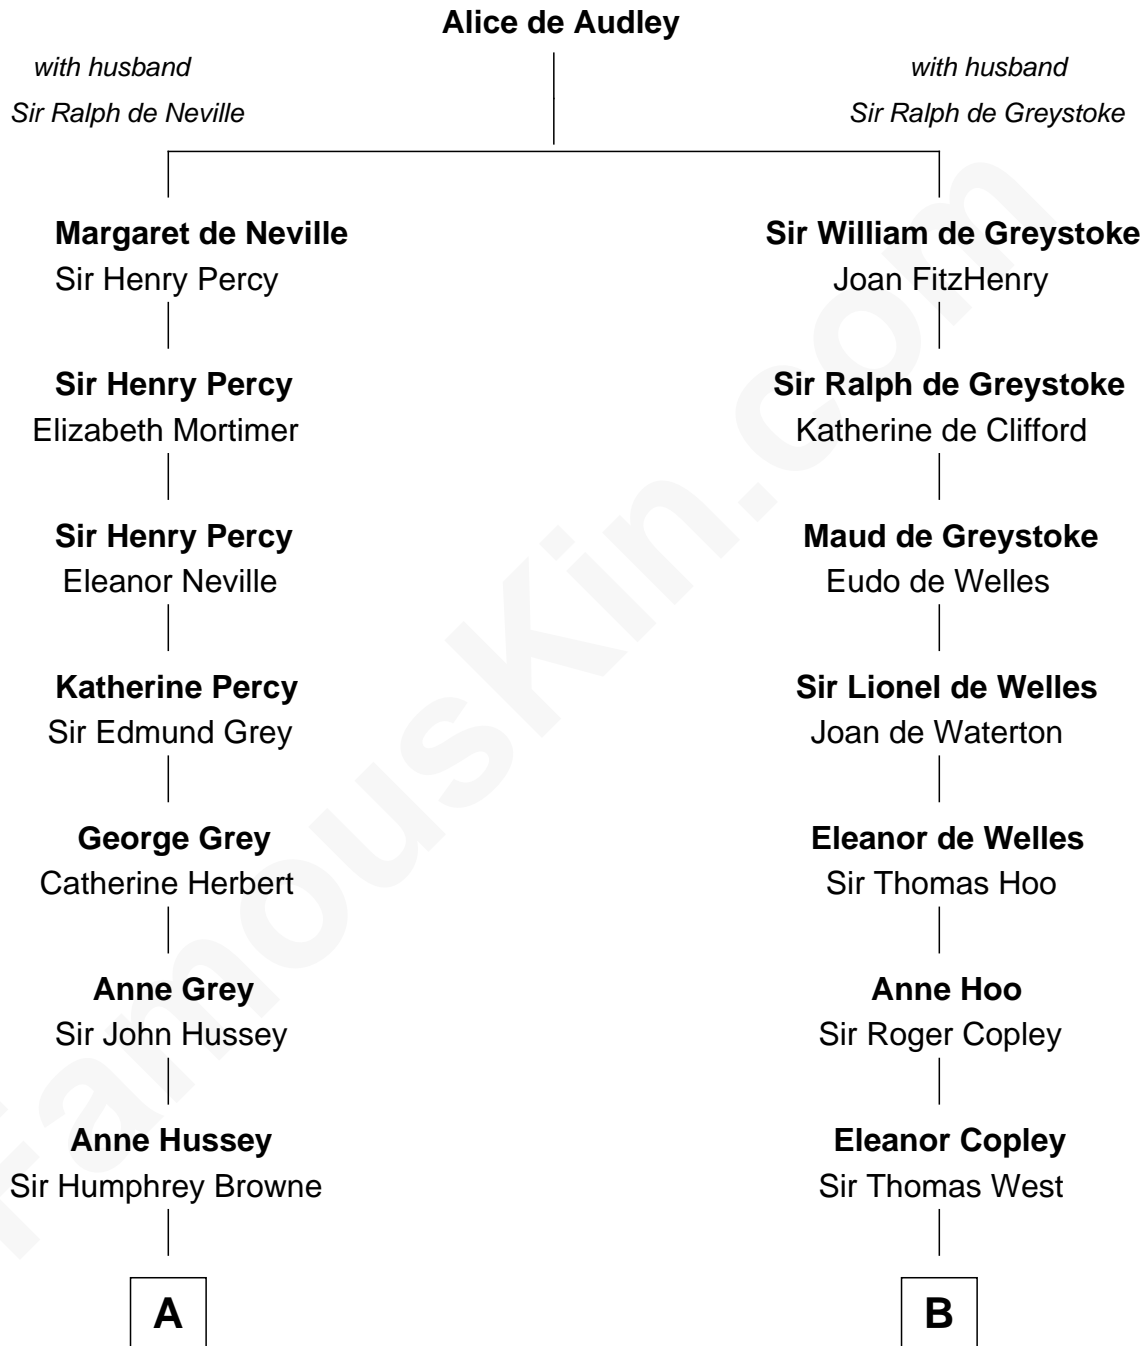 Alice de Audley
with husband
Sir Ralph de Neville
with husband
Sir Ralph de Greystoke
Margaret de Neville
Sir Henry Percy
Sir William de Greystoke
Joan FitzHenry
Sir Henry Percy
Elizabeth Mortimer
Sir Ralph de Greystoke
Katherine de Clifford
Sir Henry Percy
Eleanor Neville
Maud de Greystoke
Eudo de Welles
Katherine Percy
Sir Edmund Grey
Sir Lionel de Welles
Joan de Waterton
George Grey
Catherine Herbert
Eleanor de Welles
Sir Thomas Hoo
Anne Grey
Sir John Hussey
Anne Hoo
Sir Roger Copley
Anne Hussey
Sir Humphrey Browne
Eleanor Copley
Sir Thomas West
A
B
FamousKin.com